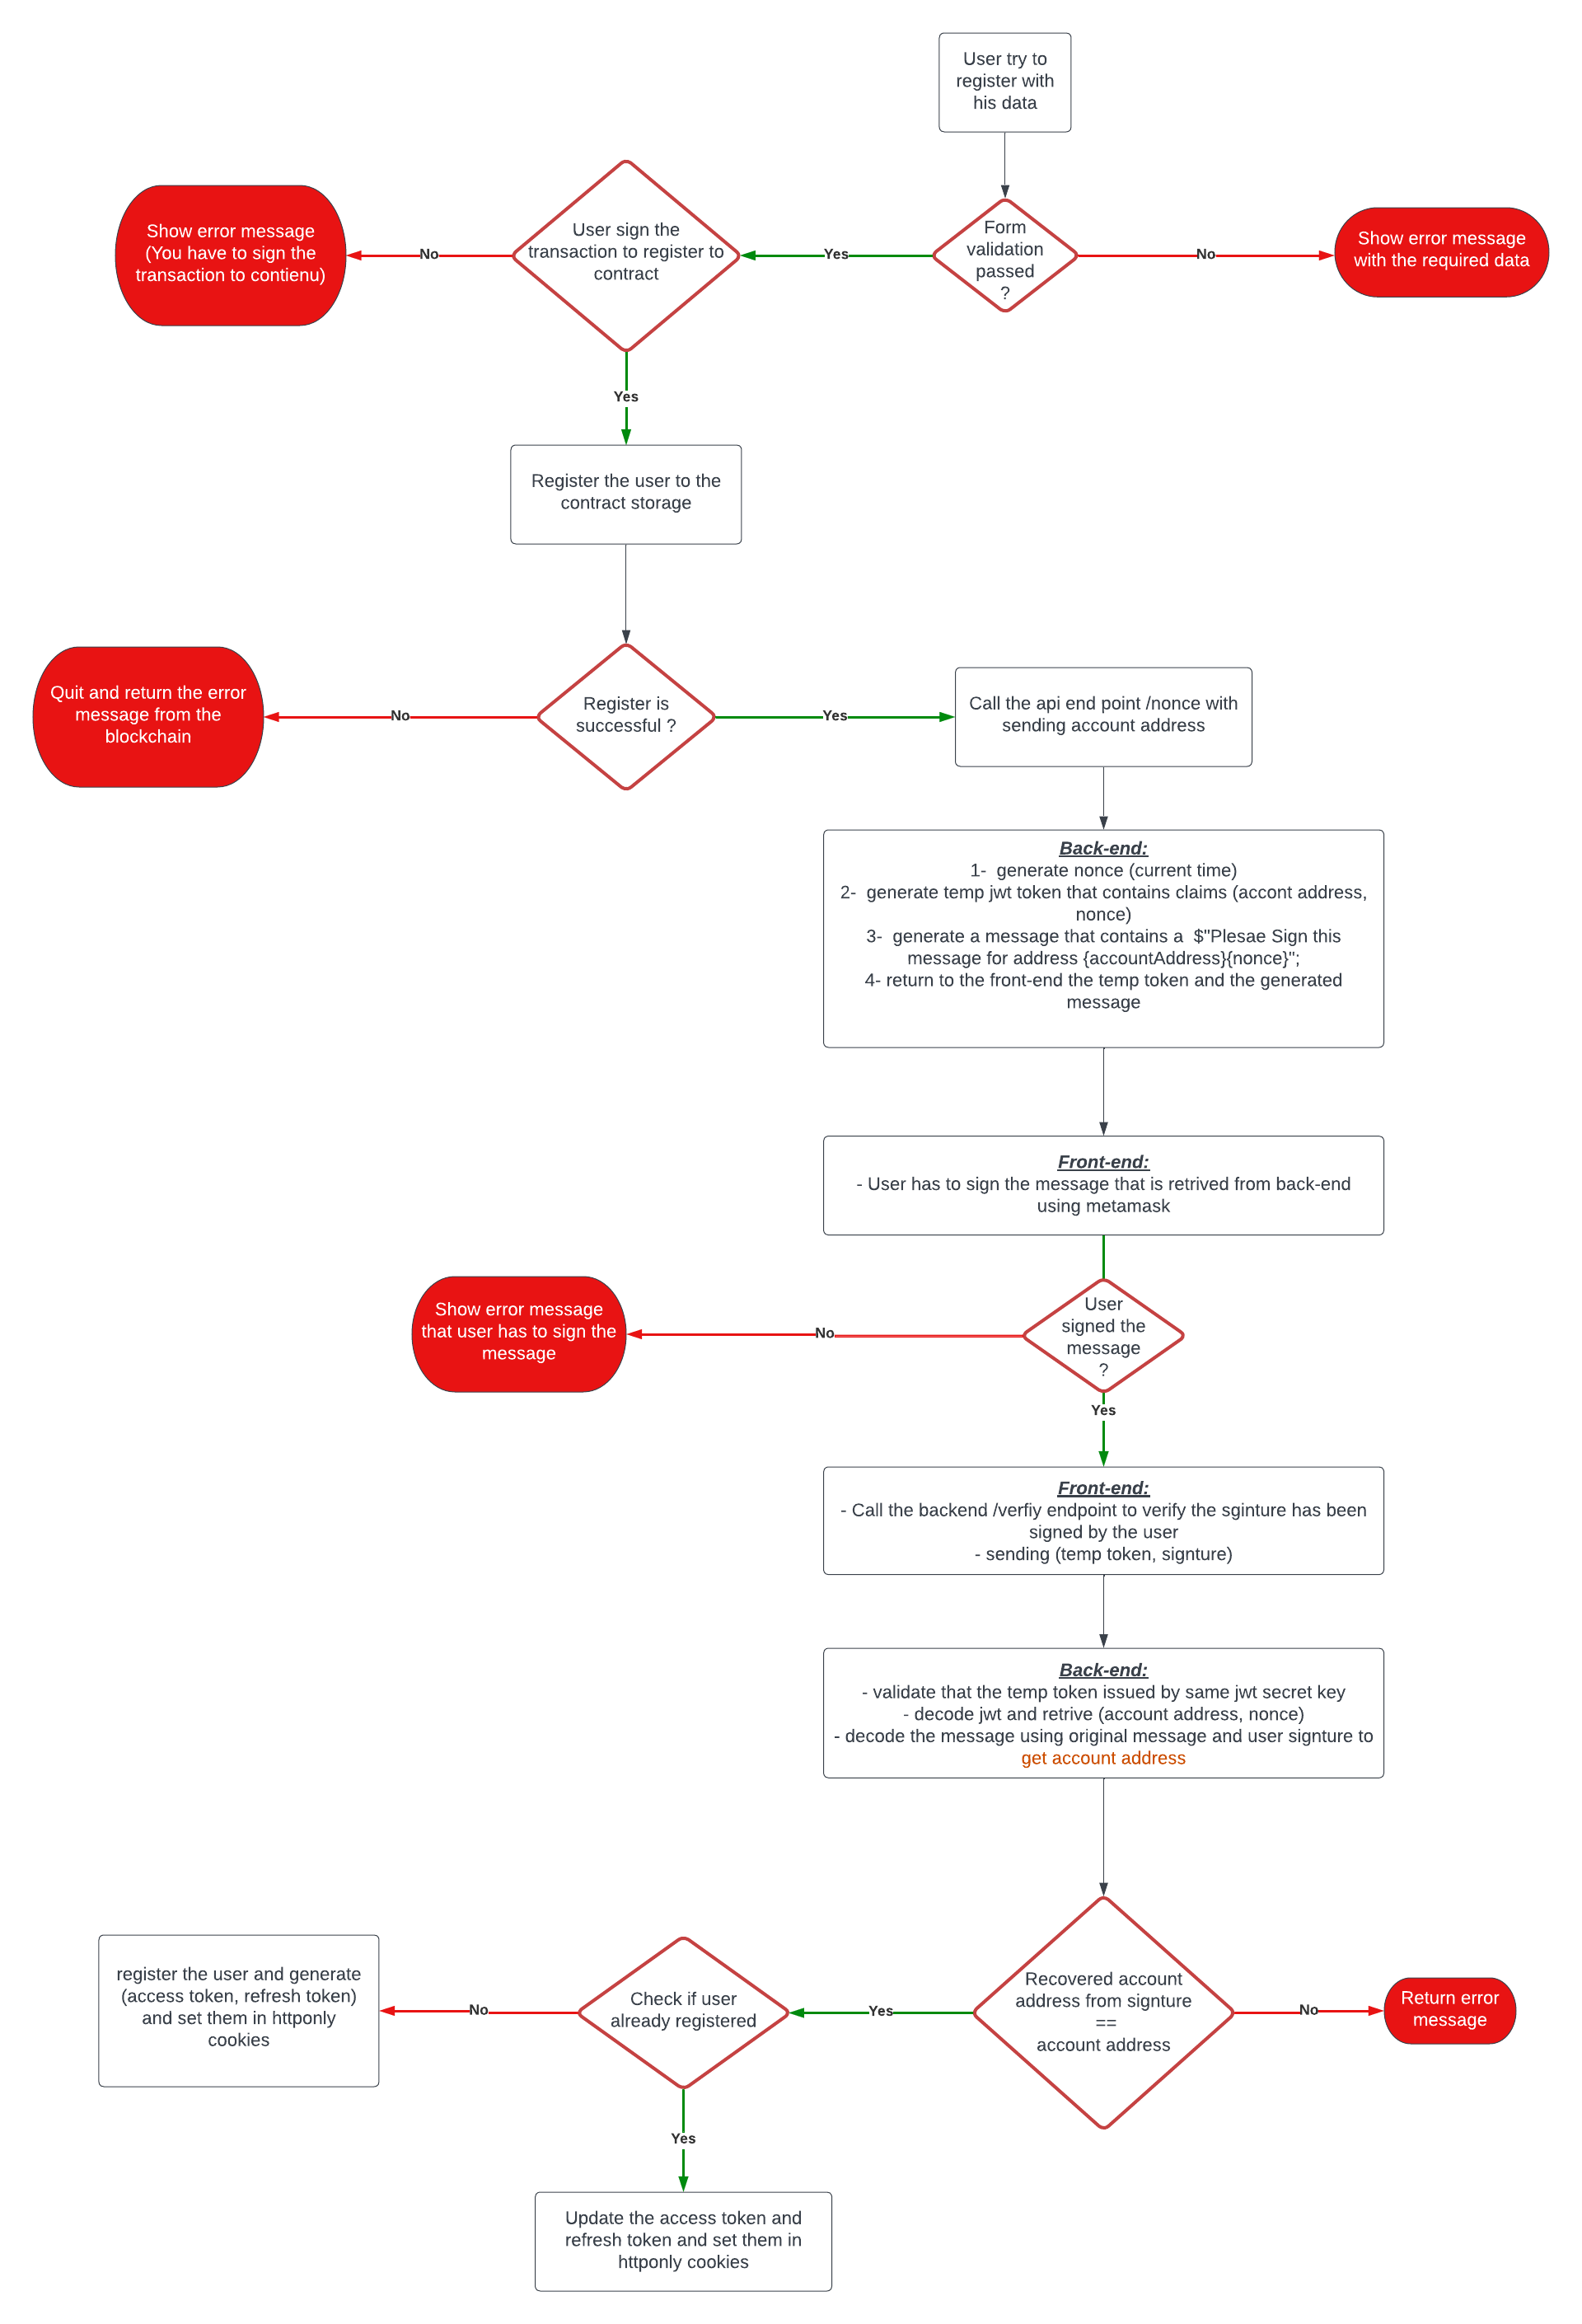 User try to
register with
his data
Form
validation
passed
?
No
Show error message
with the required data
Yes
User sign the
transaction to register to
contract
No
Show error message
(You have to sign the
transaction to contienu)
Yes
Register the user to the
contract storage
Register is
successful ?
No
Quit and return the error
message from the
blockchain
Yes
Call the api end point /nonce with
sending account address
Back-end:
1-  generate nonce (current time)
2-  generate temp jwt token that contains claims (accont address,
nonce)
3-  generate a message that contains a  $"Plesae Sign this
message for address {accountAddress}{nonce}";
4- return to the front-end the temp token and the generated
message
Front-end:
- User has to sign the message that is retrived from back-end
using metamask
User
signed the
message
?
No
Show error message
that user has to sign the
message
Yes
Front-end:
- Call the backend /verfiy endpoint to verify the sginture has been
signed by the user
- sending (temp token, signture)
Back-end:
- validate that the temp token issued by same jwt secret key
- decode jwt and retrive (account address, nonce)
- decode the message using original message and user signture to
get account address
Recovered account
address from signture
==
account address
No
Return error
message
Yes
Check if user
already registered
No
register the user and generate
(access token, refresh token)
and set them in httponly
cookies
Yes
Update the access token and
refresh token and set them in
httponly cookies